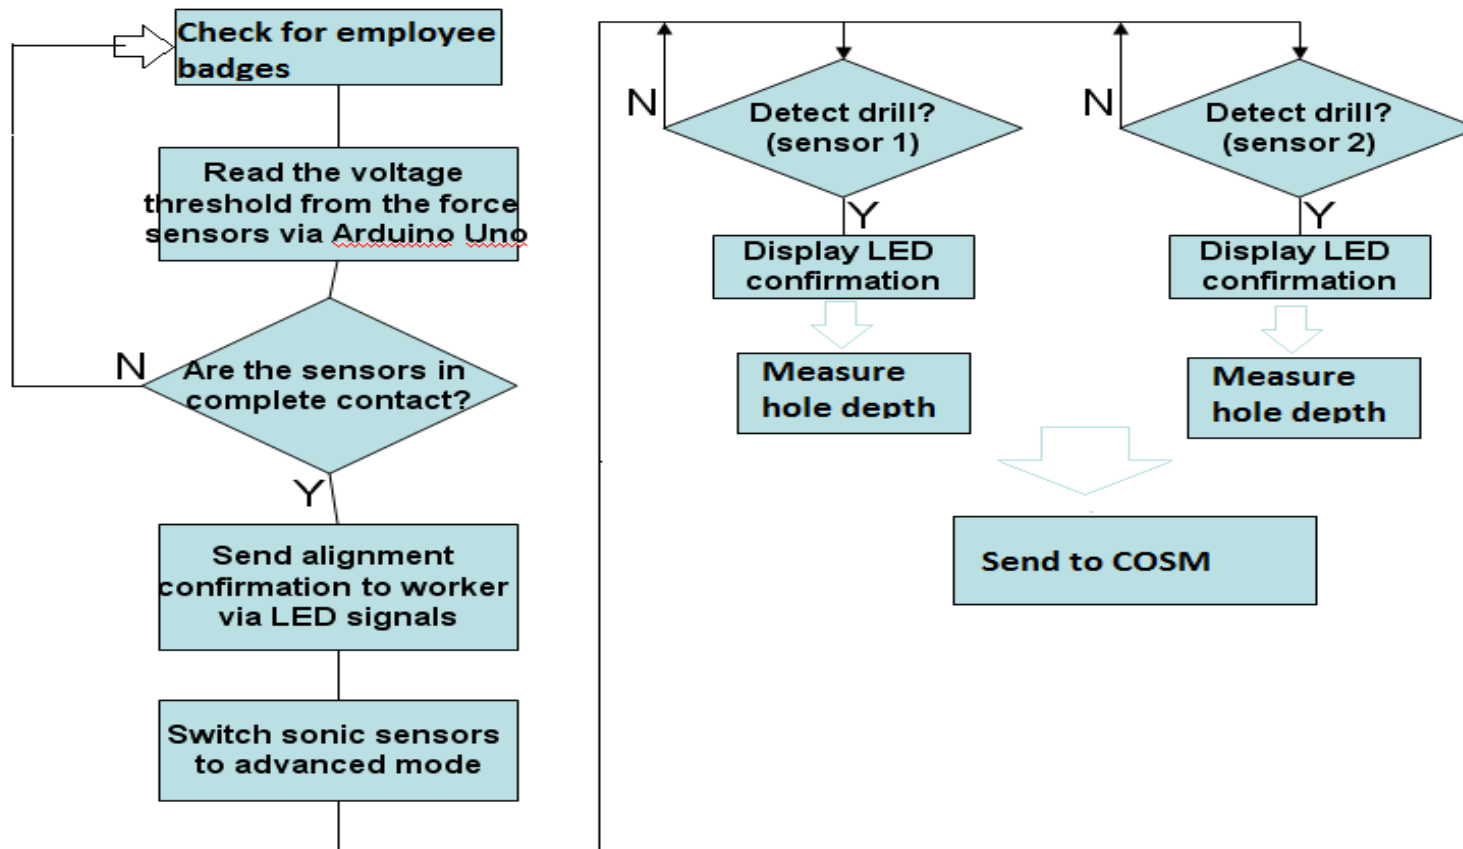 Check for employee
badges
Read the voltage
threshold from the force
sensors via Arduino Uno
N
Are the sensors in
complete contact?
Y
Send alignment
confirmation to worker
via LED signals
Switch sonic sensors
to advanced mode
N
Detect drill?
(sensor 1)
Y
Display LED
confirmation
Measure
hole depth
N
Detect drill?
(sensor 2)
Y
Display LED
confirmation
Measure
hole depth
Send to COSM